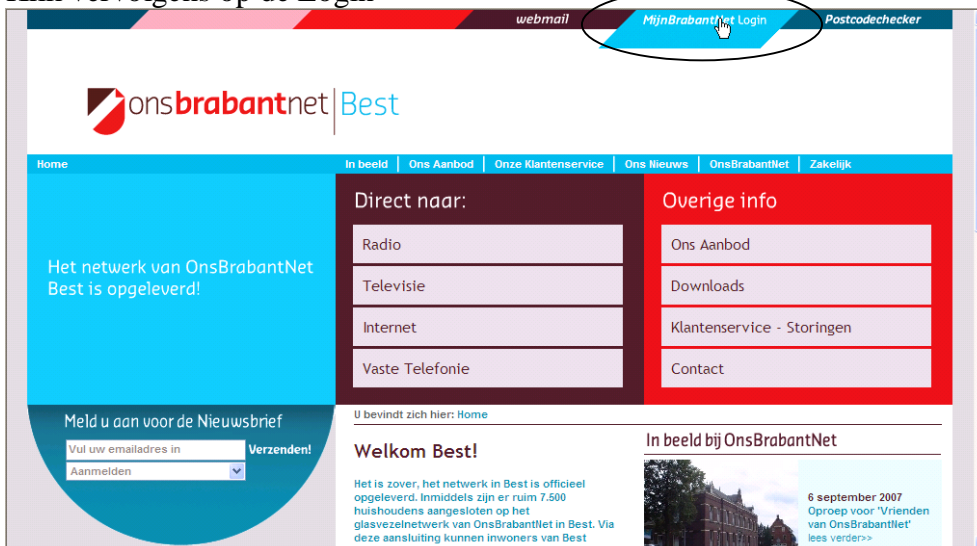 Klik vervolgens op de Login
webmail
MijnBrabantNet Login
Postcodechecker
onsbrabantnet Best
Home
In beeld Ons Aanbod Onze Klantenservice Ons Nieuws OnsBrabantNet Zakelijk
Het netwerk van OnsBrabantNet
Best is opgeleverd!
Direct naar:
Radio
Televisie
Internet
Vaste Telefonie
Overige info
Ons Aanbod
Downloads
Klantenservice - Storingen
Contact
Meld u aan voor de Nieuwsbrief
Vul uw emailadres in Verzenden!
Aanmelden
U bevindt zich hier: Home
Welkom Best!
Het is zover, het netwerk in Best is officieel
opgeleverd. Inmiddels zijn er ruim 7.500
huishoudens aangesloten op het
glasvezelnetwerk van OnsBrabantNet in Best. Via
deze aansluiting kunnen inwoners van Best
In beeld bij OnsBrabantNet
6 september 2007
Oproep voor 'Vrienden
van OnsBrabantNet'
lees verder>>